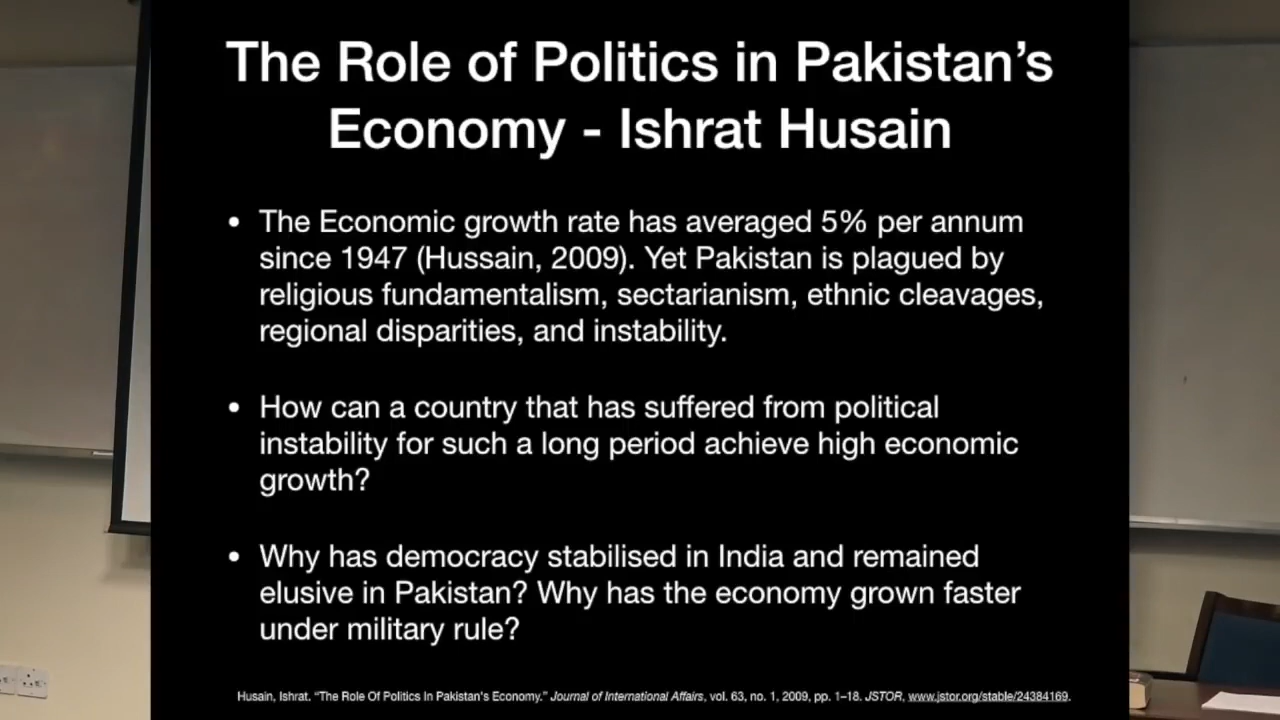 The Role of Politics in Pakistan’s
Economy - Ishrat Husain
• The Economic growth rate has averaged 5% per annum
since 1947 (Hussain, 2009). Yet Pakistan is plagued by
religious fundamentalism, sectarianism, ethnic cleavages,
regional disparities, and instability.
• How can a country that has suffered from political
instability for such a long period achieve high economic
growth?
• Why has democracy stabilised in India and remained
elusive in Pakistan? Why has the economy grown faster
under military rule?
Husain, Ishrat. “The Role Of Politics In Pakistan’s Economy.” Journal of International Affairs, vol. 63, no. 1, 2009, pp. 1–18. JSTOR, www.jstor.org/stable/24384169.